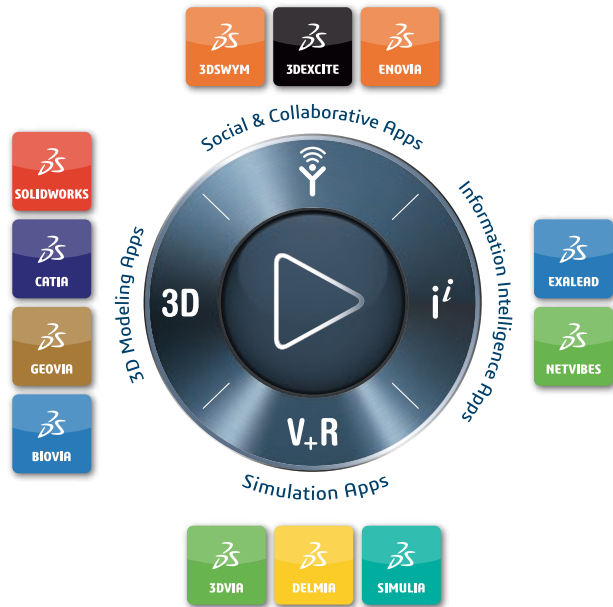 3DSWYM
3DEXCITE
ENOVIA
Social & Collaborative Apps
SOLIDWORKS
CATIA
GEOVIA
BIOVIA
3D Modeling Apps
3D
i i
Information Intelligence Apps
EXALEAD
NETVIBES
V+R
Simulation Apps
3DVIA
DELMIA
SIMULIA